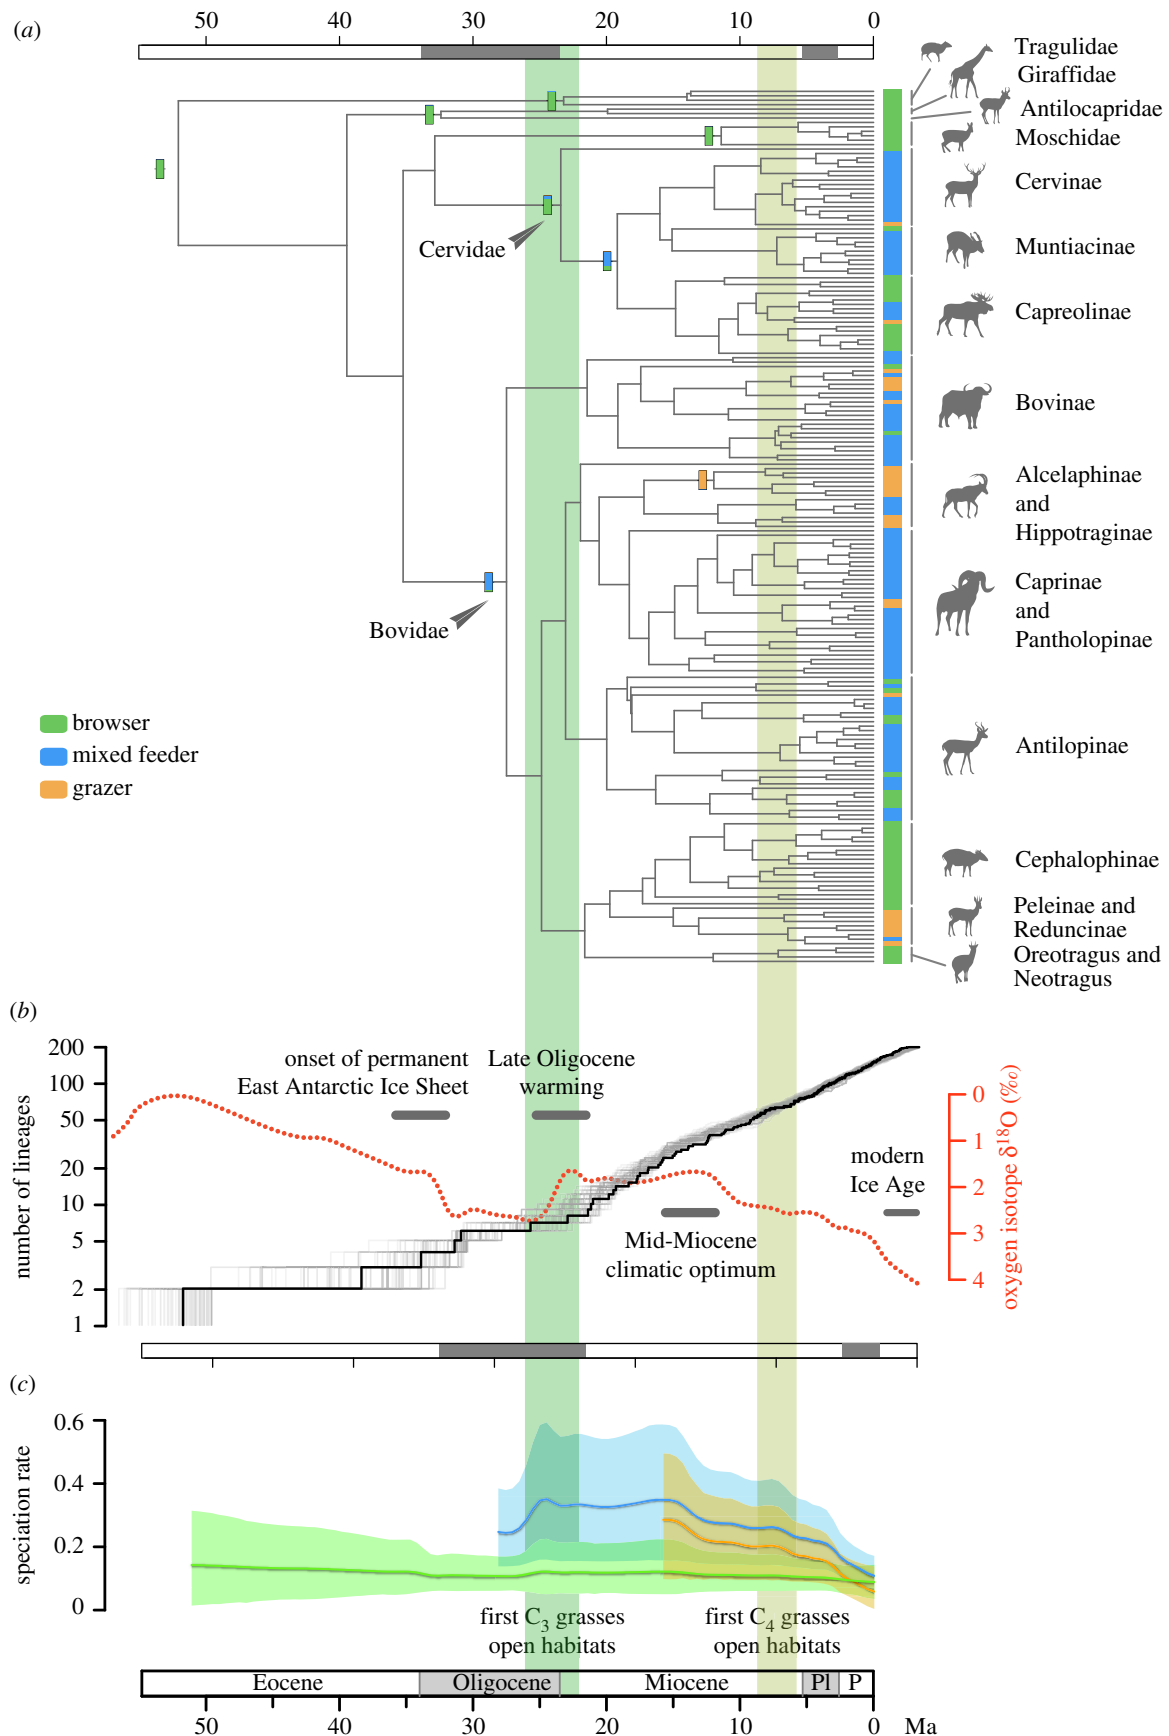 (a)
50 40 30 20 10 0
Tragulidae
Giraffidae
Antilocapridae
Moschidae
Cervinae
Cervidae
Muntiacinae
Capreolinae
Bovinae
Alcelaphinae
and
Hippotraginae
Caprinae
and
Pantholopinae
Bovidae
browser
mixed feeder
grazer
Antilopinae
Cephalophinae
Peleinae and
Reduncinae
Oreotragus and
Neotragus
(b)
number of lineages
200
100
50
20
10
5
2
1
onset of permanent
East Antarctic Ice Sheet
Late Oligocene
warming
Mid-Miocene
climatic optimum
modern
Ice Age
0
1
2
3
4
oxygen isotope δ18O (‰)
(c)
speciation rate
0.6
0.4
0.2
0
first C3 grasses
open habitats
first C4 grasses
open habitats
Eocene Oligocene Miocene Pl P
50 40 30 20 10 0 Ma